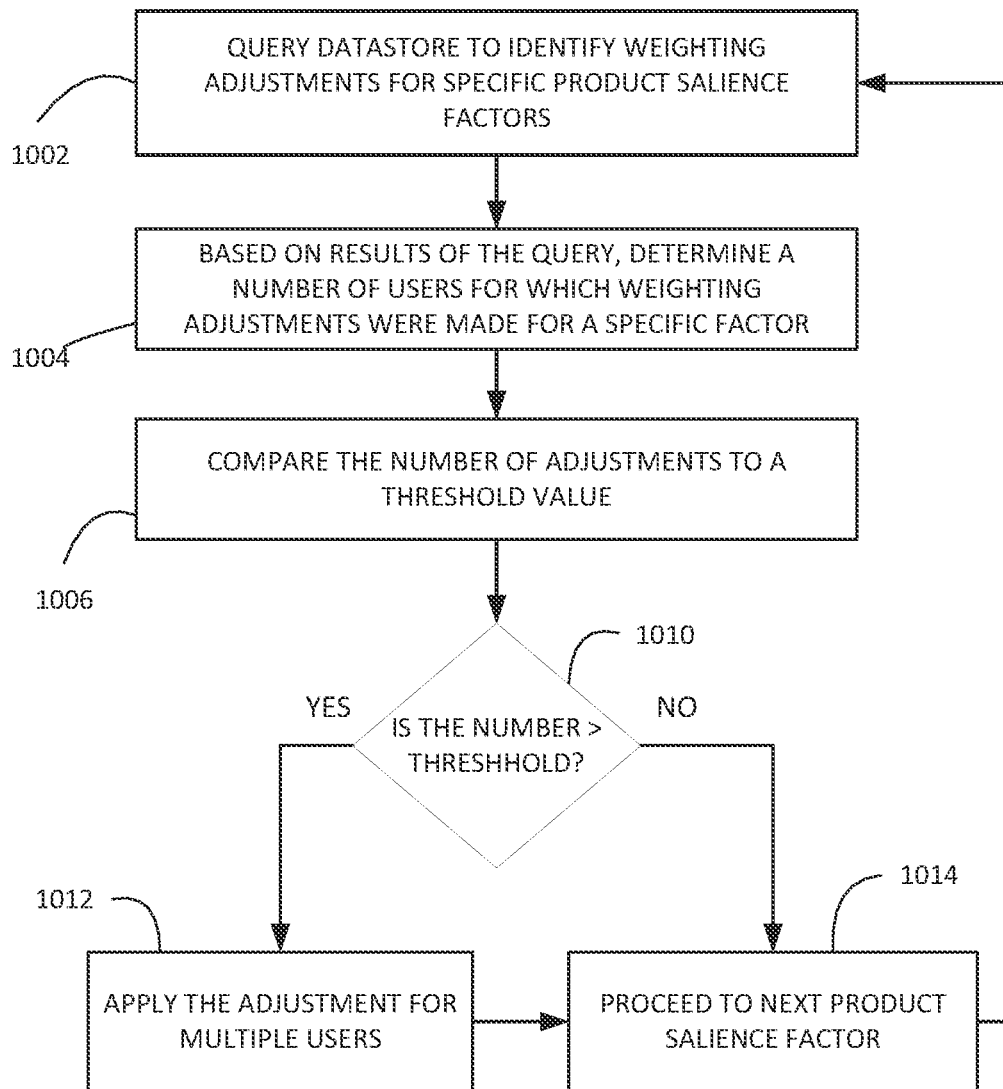 QUERY DATASTORE TO IDENTIFY WEIGHTING
ADJUSTMENTS FOR SPECIFIC PRODUCT SALIENCE
FACTORS
1002
BASED ON RESULTS OF THE QUERY, DETERMINE A
NUMBER OF USERS FOR WHICH WEIGHTING
ADJUSTMENTS WERE MADE FOR A SPECIFIC FACTOR
1004
COMPARE THE NUMBER OF ADJUSTMENTS TO A
THRESHOLD VALUE
1006
1010
YES
NO
IS THE NUMBER >
THRESHHOLD?
1012
1014
APPLY THE ADJUSTMENT FOR
MULTIPLE USERS
PROCEED TO NEXT PRODUCT
SALIENCE FACTOR